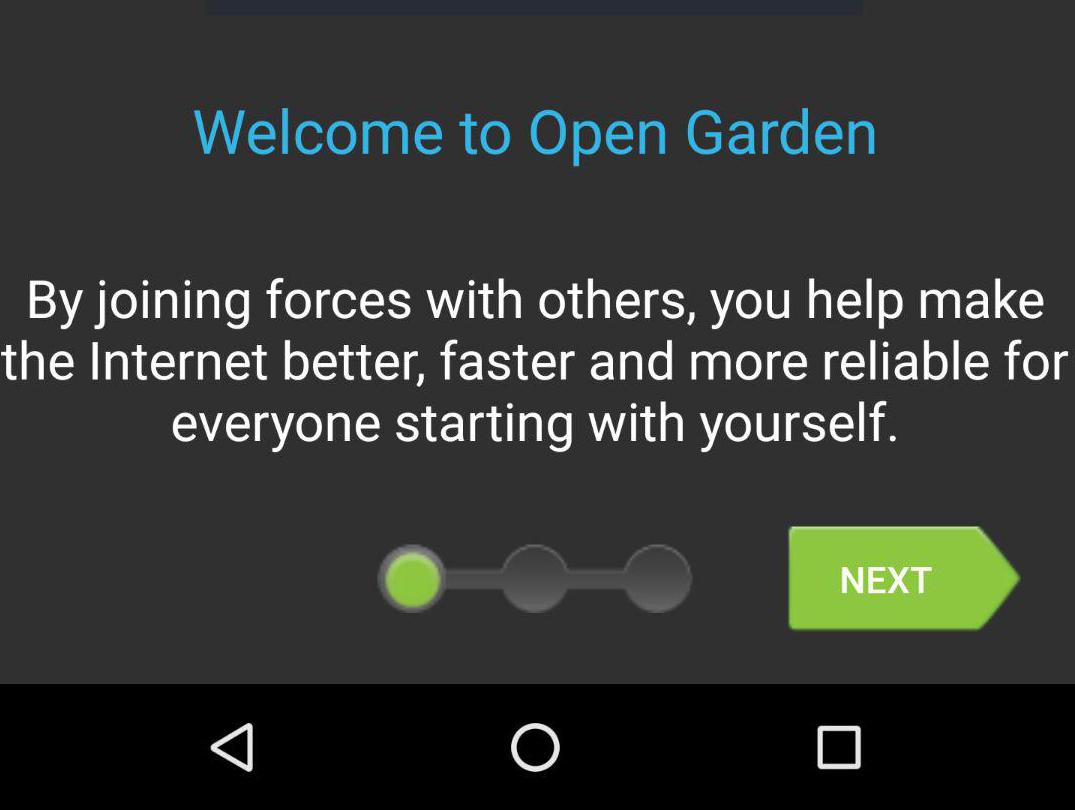 Welcome to Open Garden
By joining forces with others, you help make
the Internet better, faster and more reliable for
everyone starting with yourself.
NEXT